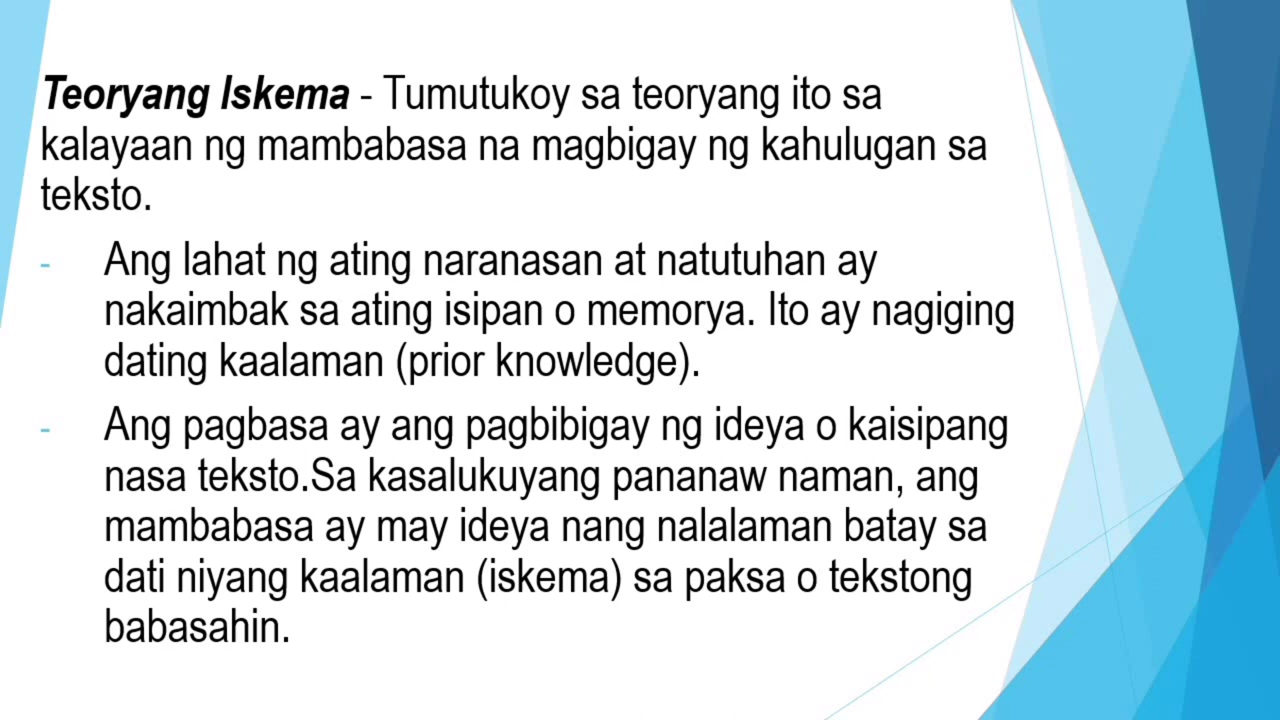 Teoryang Iskema - Tumutukoy sa teoryang ito sa
kalayaan ng mambabasa na magbigay ng kahulugan sa
teksto.
- Ang lahat ng ating naranasan at natutuhan ay
nakaimbak sa ating isipan o memorya. Ito ay nagiging
dating kaalaman (prior knowledge).
- Ang pagbasa ay ang pagbibigay ng ideya o kaisipang
nasa teksto.Sa kasalukuyang pananaw naman, ang
mambabasa ay may ideya nang nalalaman batay sa
dati niyang kaalaman (iskema) sa paksa o tekstong
babasahin.